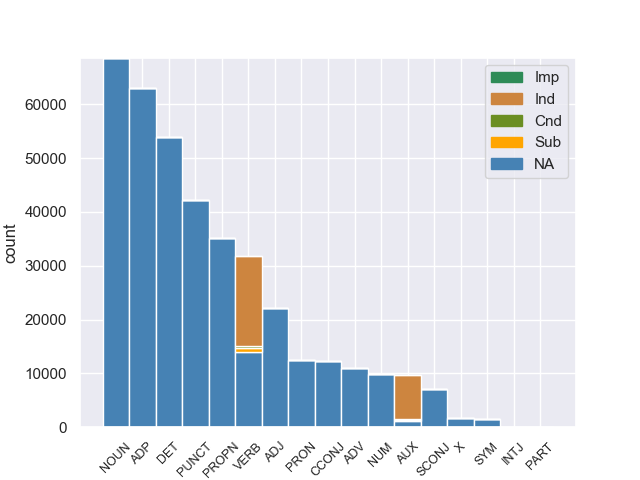 Imp
Ind
Cnd
Sub
NA
count
60000
50000
40000
30000
20000
10000
0
NOUN
ADP
DET
PUNCT
PROPN
VERB
ADJ
PRON
CCONJ
ADV
NUM
AUX
SCONJ
X
SYM
INTJ
PART